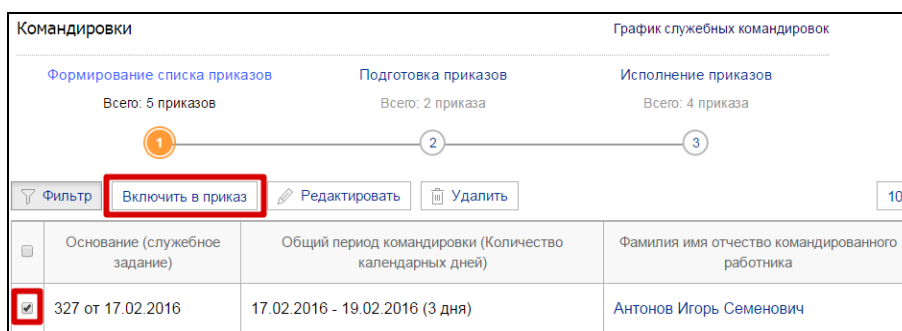 Командировки
График служебных командировок
Формирование списка приказов
Подготовка приказов
Исполнение приказов
Всего: 5 приказов
Всего: 2 приказа
Всего: 4 приказа
1
2
3
Фильтр
Включить в приказ
Редактировать
Удалить
10
Основание (служебное
задание)
Общий период командировки (Количество
календарных дней)
Фамилия имя отчество командированного
работника
327 от 17.02.2016
17.02.2016 - 19.02.2016 (3 дня)
Антонов Игорь Семенович